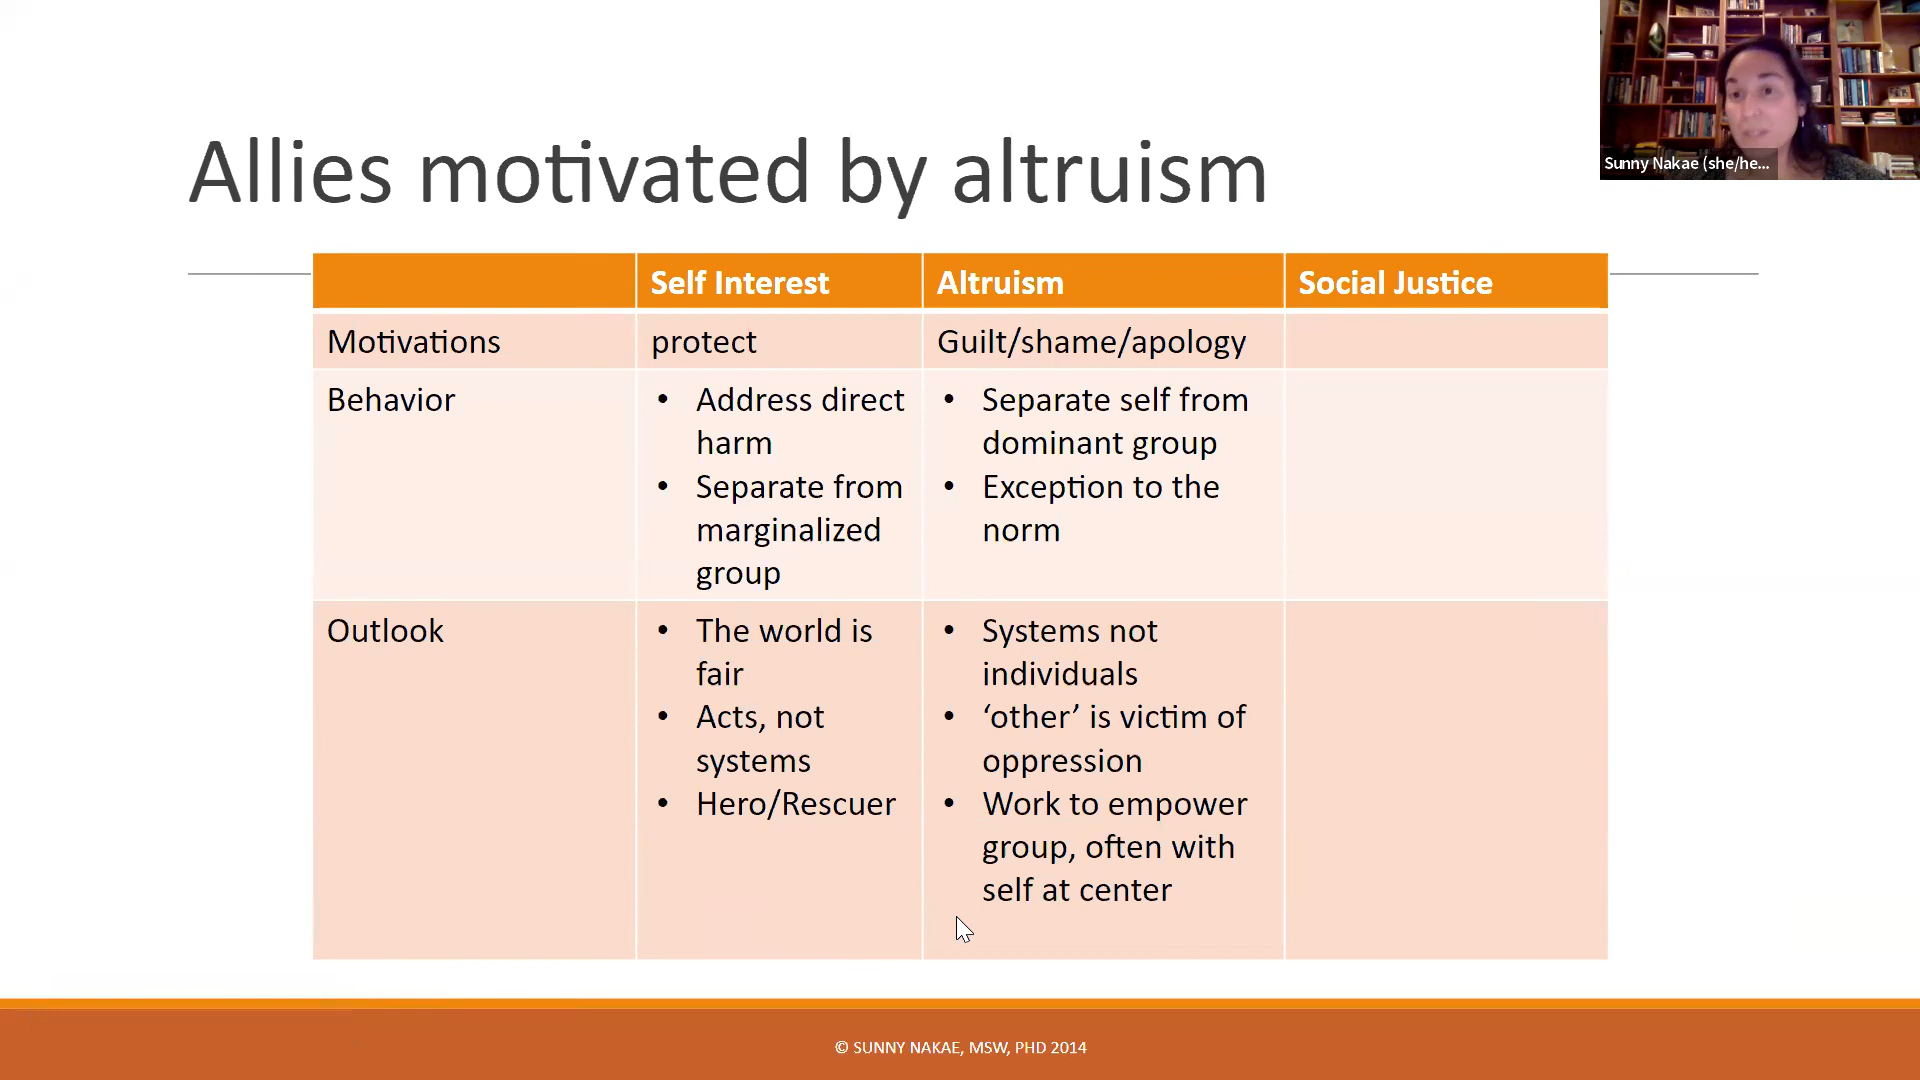 Allies motivated by altruism
Sunny Nakae (she/he...
Self Interest Altruism Social Justice
Motivations protect Guilt/shame/apology
Behavior
• Address direct
harm
• Separate from
marginalized
group
• Separate self from
dominant group
• Exception to the
norm
Outlook
• The world is
fair
• Acts, not
systems
• Hero/Rescuer
• Systems not
individuals
• ‘other’ is victim of
oppression
• Work to empower
group, often with
self at center
© SUNNY NAKAE, MSW, PHD 2014